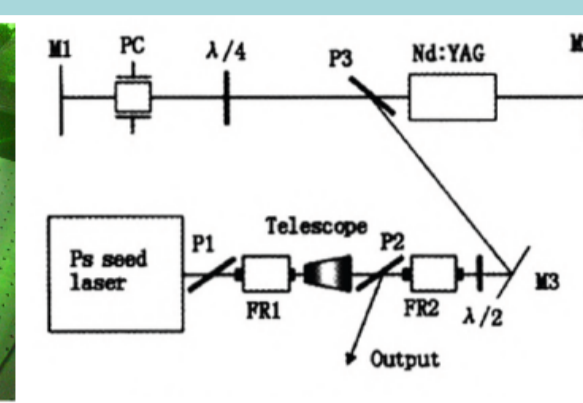 M1
PC
λ/4
P3
Nd:YAG
Ps seed
laser
P1
FR1
Telescope
P2
FR2
λ/2
M3
Output